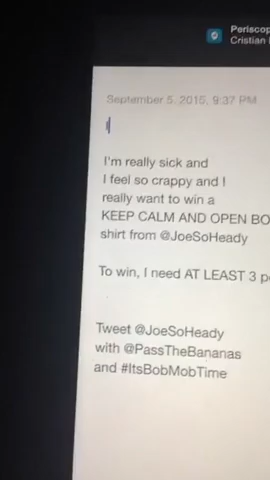 Periscop
Cristian
September 5, 2015, 9:37 PM
I'm really sick and
I feel so crappy and I
really want to win a
KEEP CALM AND OPEN BO
shirt from @JoeSoHeady
To win, I need AT LEAST 3 p
Tweet @JoeSoHeady
with @PassTheBananas
and #ItsBobMobTime